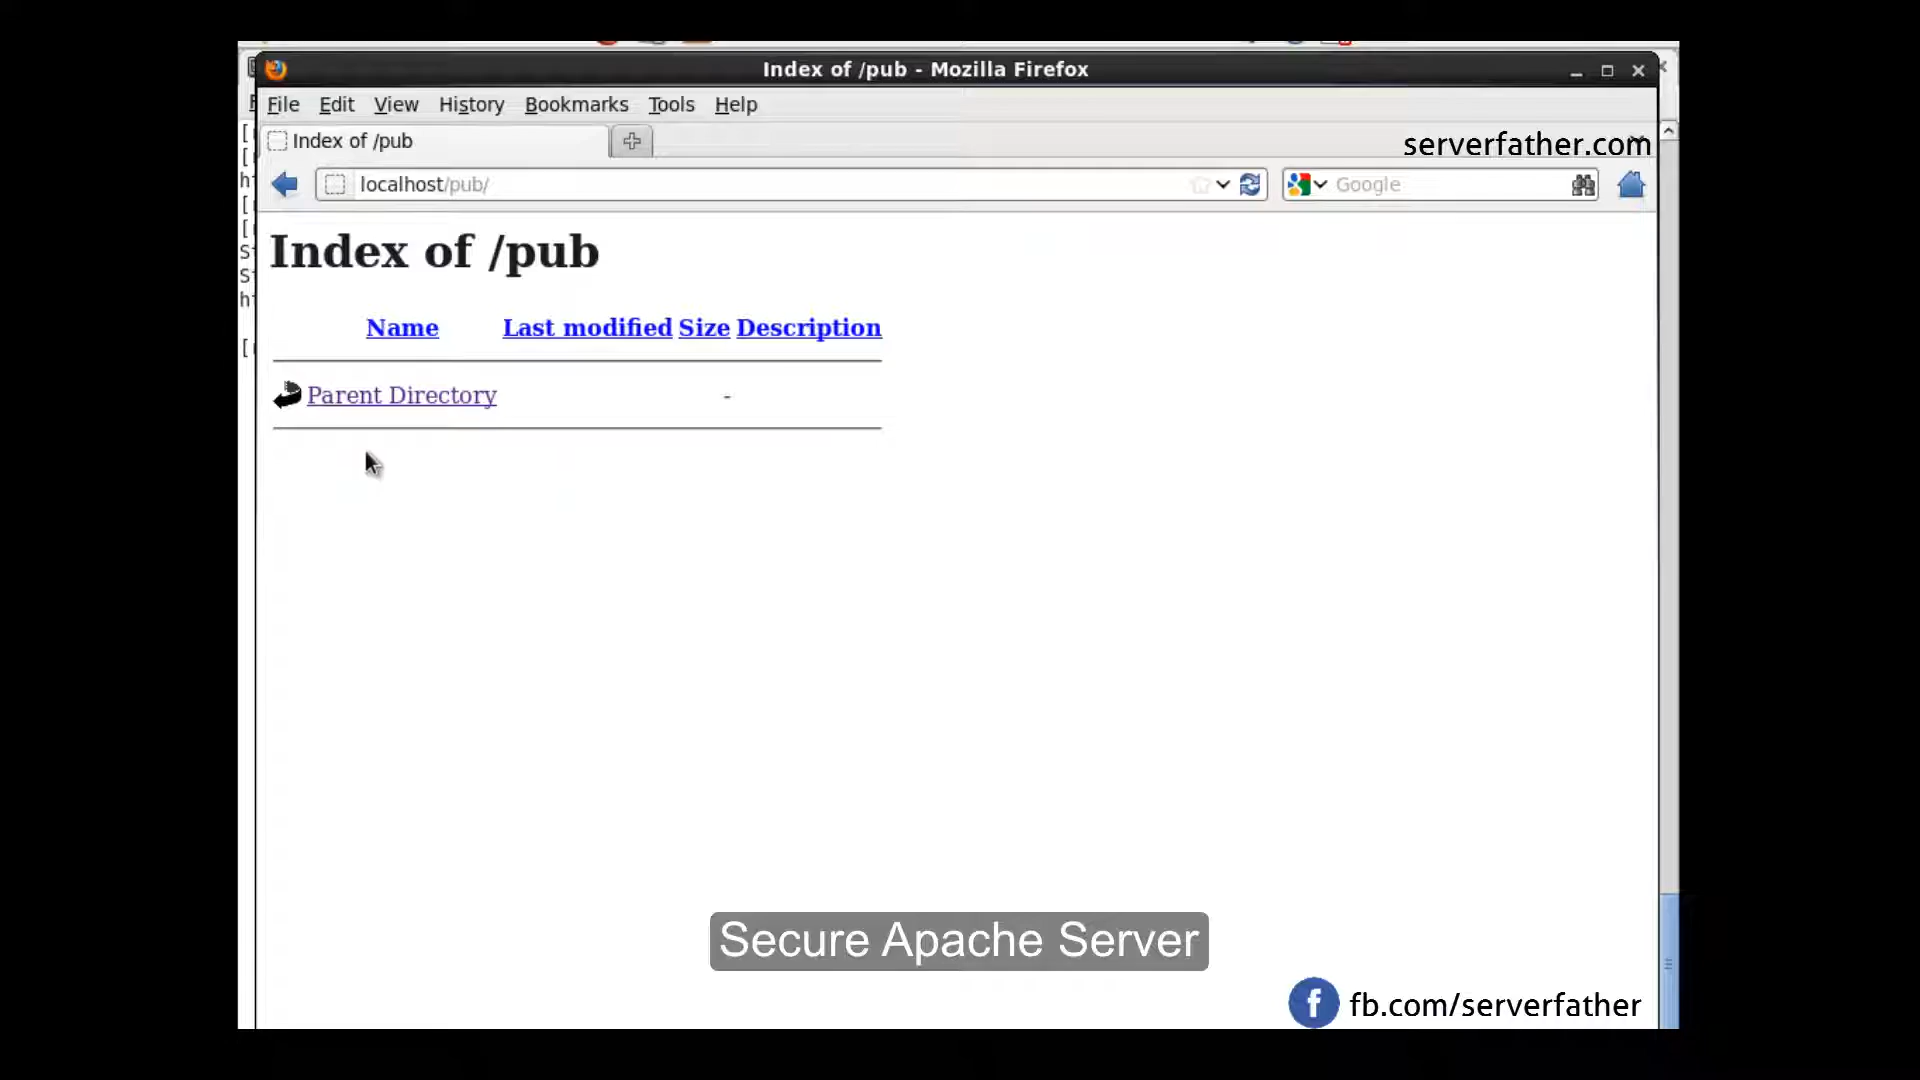 Index of /pub - Mozilla Firefox
File Edit View History Bookmarks Tools Help
Index of /pub
serverfather.com
localhost/pub/
Google
Index of /pub
Name Last modified Size Description
Parent Directory -
Secure Apache Server
fb.com/serverfather